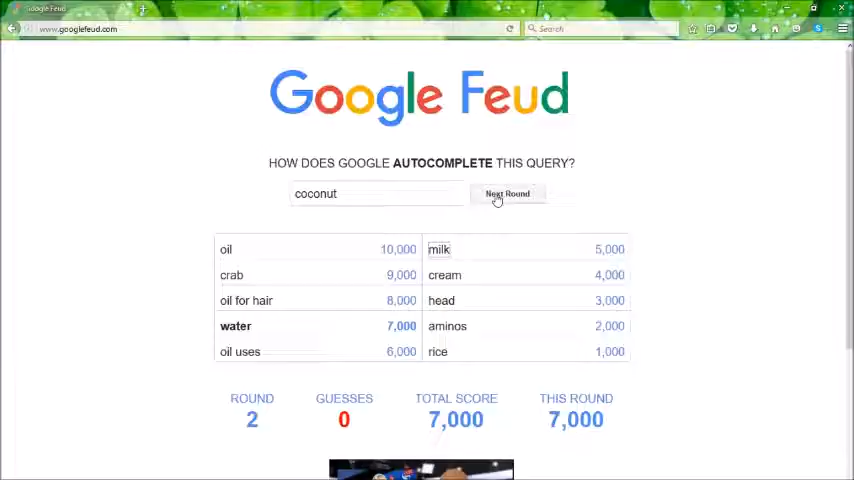 Google Feud
www.googlefeud.com
Search
Google Feud
HOW DOES GOOGLE AUTOCOMPLETE THIS QUERY?
coconut
Next Round
oil 10,000 milk 5,000
crab 9,000 cream 4,000
oil for hair 8,000 head 3,000
water 7,000 aminos 2,000
oil uses 6,000 rice 1,000
ROUND GUESSES TOTAL SCORE THIS ROUND
2 0 7,000 7,000